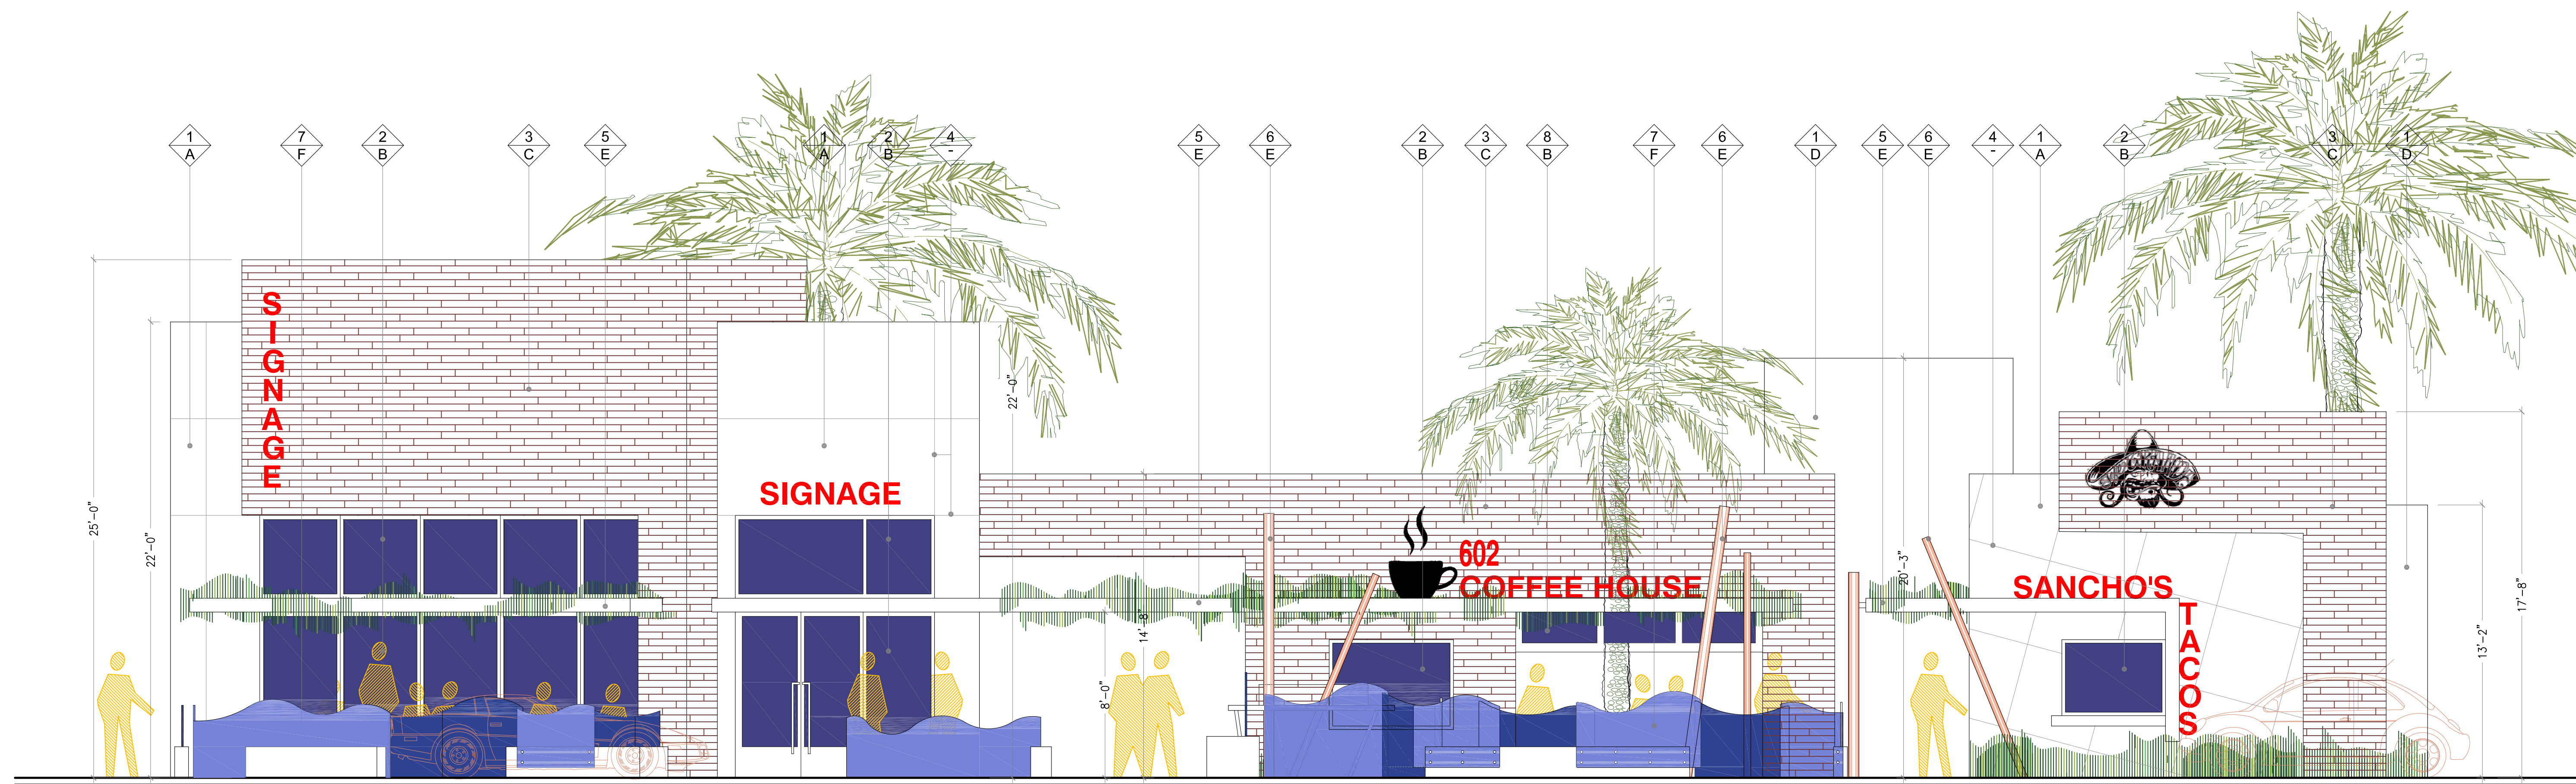 1 7 2 3 5 1 2 4 5 6 2 3 8 7 6 1 5 6 4 1 2 3 1
A F B C E A B - E E B C B F E D E E - A B C D
SIGNAGE
25'-0"
22'-0"
SIGNAGE
22'-0"
8'-0"
14'-8"
602
COFFEE HOUSE
20'-3"
SANCHO'S
TACOS
13'-2"
17'-8"